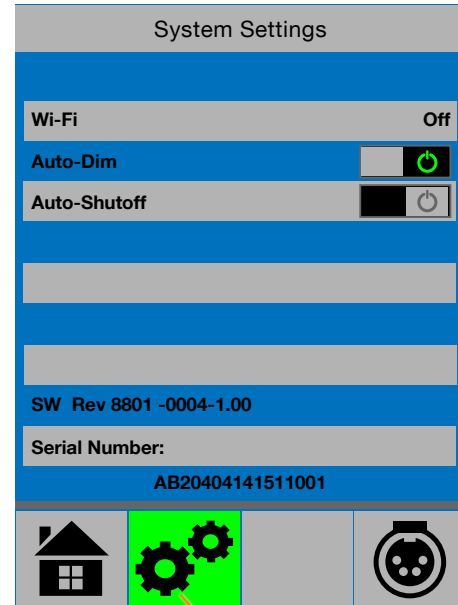 System Settings
Wi-Fi Off
Auto-Dim
Auto-Shutoff
SW Rev 8801 -0004-1.00
Serial Number:
AB20404141511001